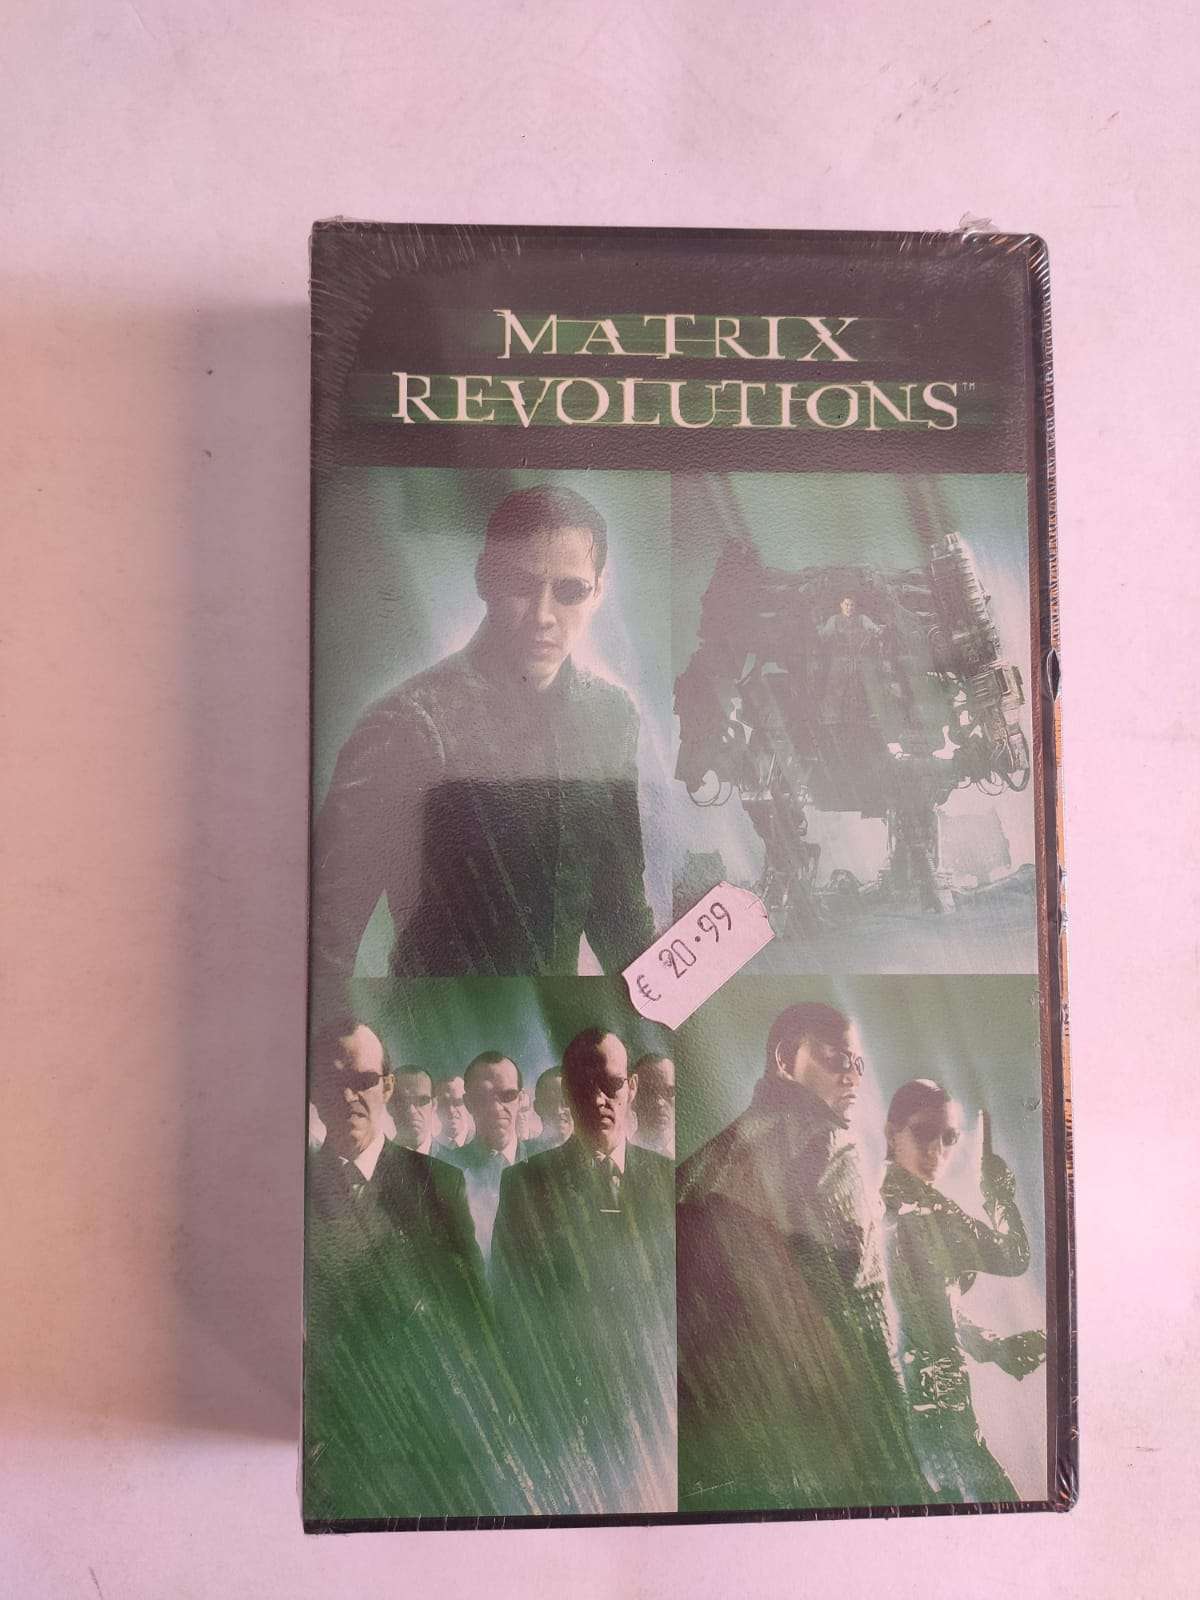 MATRIX
REVOLUTIONS™
€ 20.99